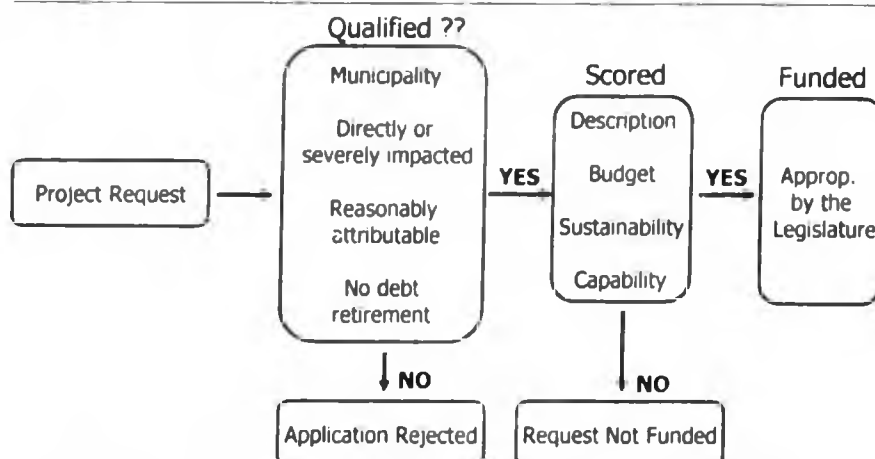 Qualified ??
Municipality
Directly or
severely impacted
Reasonably
attributable
No debt
retirement
Project Request
YES
Scored
Description
Budget
Sustainability
Capability
YES
Funded
Approp.
by the
Legislature
NO
NO
Application Rejected
Request Not Funded